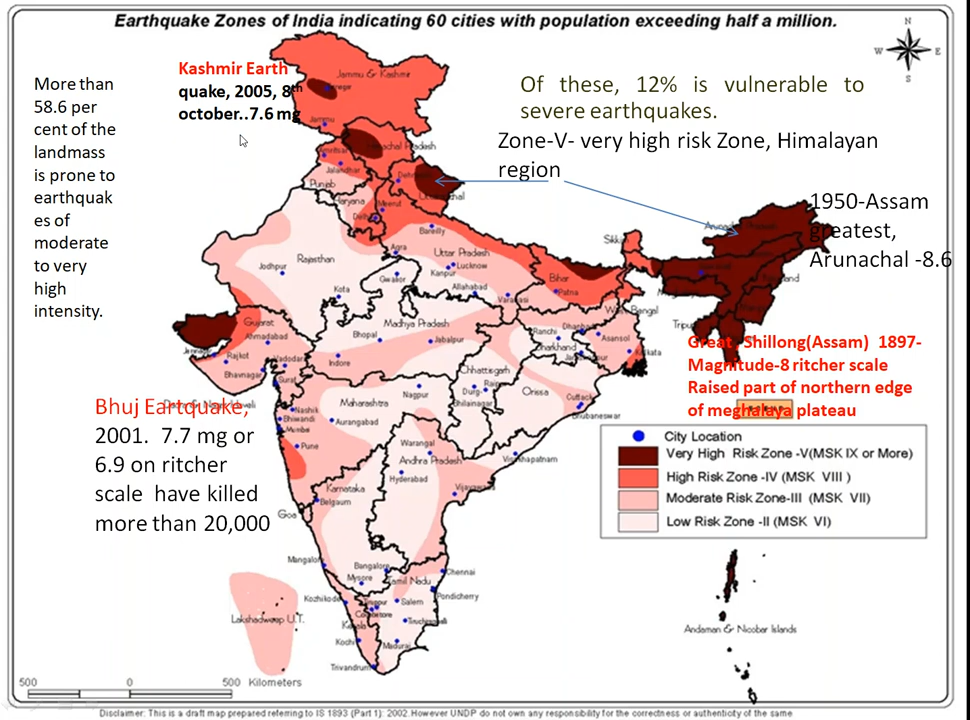 Earthquake Zones of India indicating 60 cities with population exceeding half a million.
N
W
E
S
More than
58.6 per
cent of the
landmass
is prone to
earthquak
es of
moderate
to very
high
intensity.
Kashmir Earth
quake, 2005, 8th
october..7.6 mg
Of these, 12% is vulnerable to
severe earthquakes.
Zone-V- very high risk Zone, Himalayan
region
1950-Assam
greatest,
Arunachal -8.6
Great Shillong(Assam) 1897-
Magnitude-8 ritcher scale
Raised part of northern edge
of meghalaya plateau
Bhuj Eartquake,
2001. 7.7 mg or
6.9 on ritcher
scale have killed
more than 20,000
Jammu & Kashmir
Jammu
Pradesh
Amritsar
Jalandhar
Punjab
Haryana
Delhi
Meerut
Bareilly
Agra
Uttar Pradesh
Lucknow
Kanpur
Gwalior
Allahabad
Varanasi
Sikkim
Bihar
Patna
Rajasthan
Jodhpur
Kota
Gujarat
Ahmadabad
Rajkot
Vadodara
Bhavnagar
Surat
Madhya Pradesh
Bhopal
Jabalpur
Indore
Ranchi
Jharkhand
West Bengal
Asansol
Kolkata
Chhattisgarh
Bhilainagar
Orissa
Cuttack
Bhubaneswar
Nagpur
Maharashtra
Nashik
Bhiwandi
Mumbai
Aurangabad
Pune
Warangal
Andhra Pradesh
Hyderabad
Visakhapatnam
Karnataka
Belgaum
Goa
Mangalore
Bangalore
Mysore
Chennai
Tamil Nadu
Pondicherry
Kozhikode
Salem
Kerala
Kochi
Madurai
Trivandrum
Lakshadweep U.T.
Andaman & Nicobar Islands
City Location
Very High Risk Zone -V(MSK IX or More)
High Risk Zone -IV (MSK VIII )
Moderate Risk Zone-III (MSK VII)
Low Risk Zone -II (MSK VI)
500
0
500
Kilometers
Disclaimer: This is a draft map prepared referring to IS 1893 (Part 1): 2002.However UNDP do not own any responsibility for the correctness or authenticity of the same